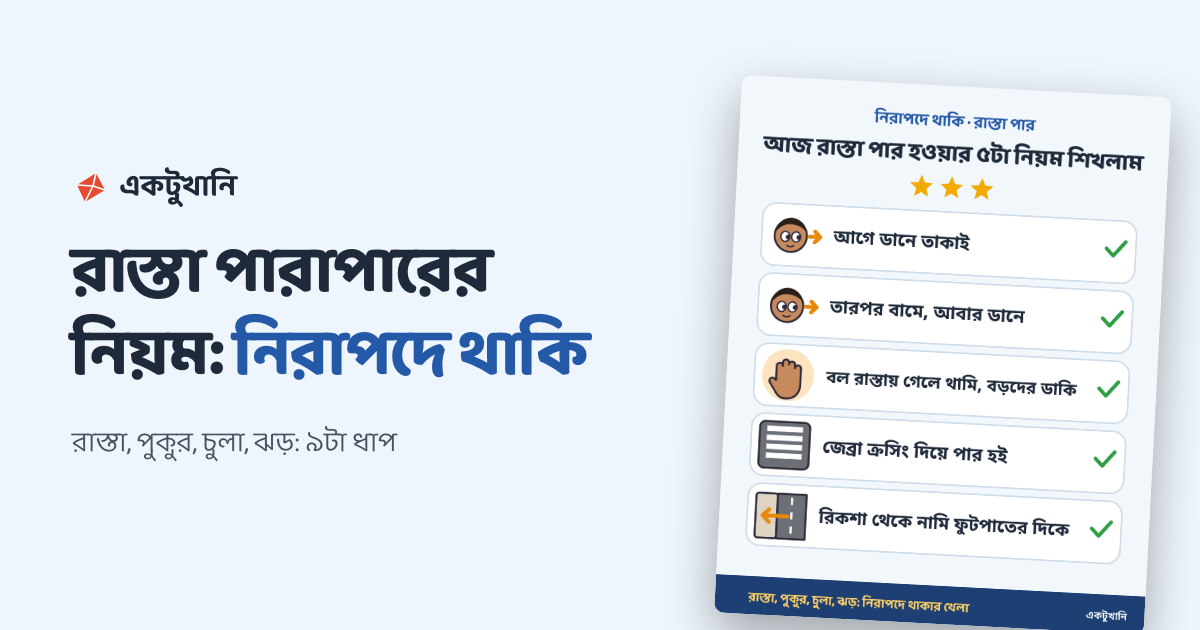 একটুখানি
রাস্তা পারাপারের
নিয়ম: নিরাপদে থাকি
রাস্তা, পুকুর, চুলা, ঝড়: ৯টা ধাপ
নিরাপদে থাকি · রাস্তা পার
আজ রাস্তা পার হওয়ার ৫টা নিয়ম শিখলাম
আগে ডানে তাকাই
তারপর বামে, আবার ডানে
বল রাস্তায় গেলে থামি, বড়দের ডাকি
জেব্রা ক্রসিং দিয়ে পার হই
রিকশা থেকে নামি ফুটপাতের দিকে
রাস্তা, পুকুর, চুলা, ঝড়: নিরাপদে থাকার খেলা
একটুখানি